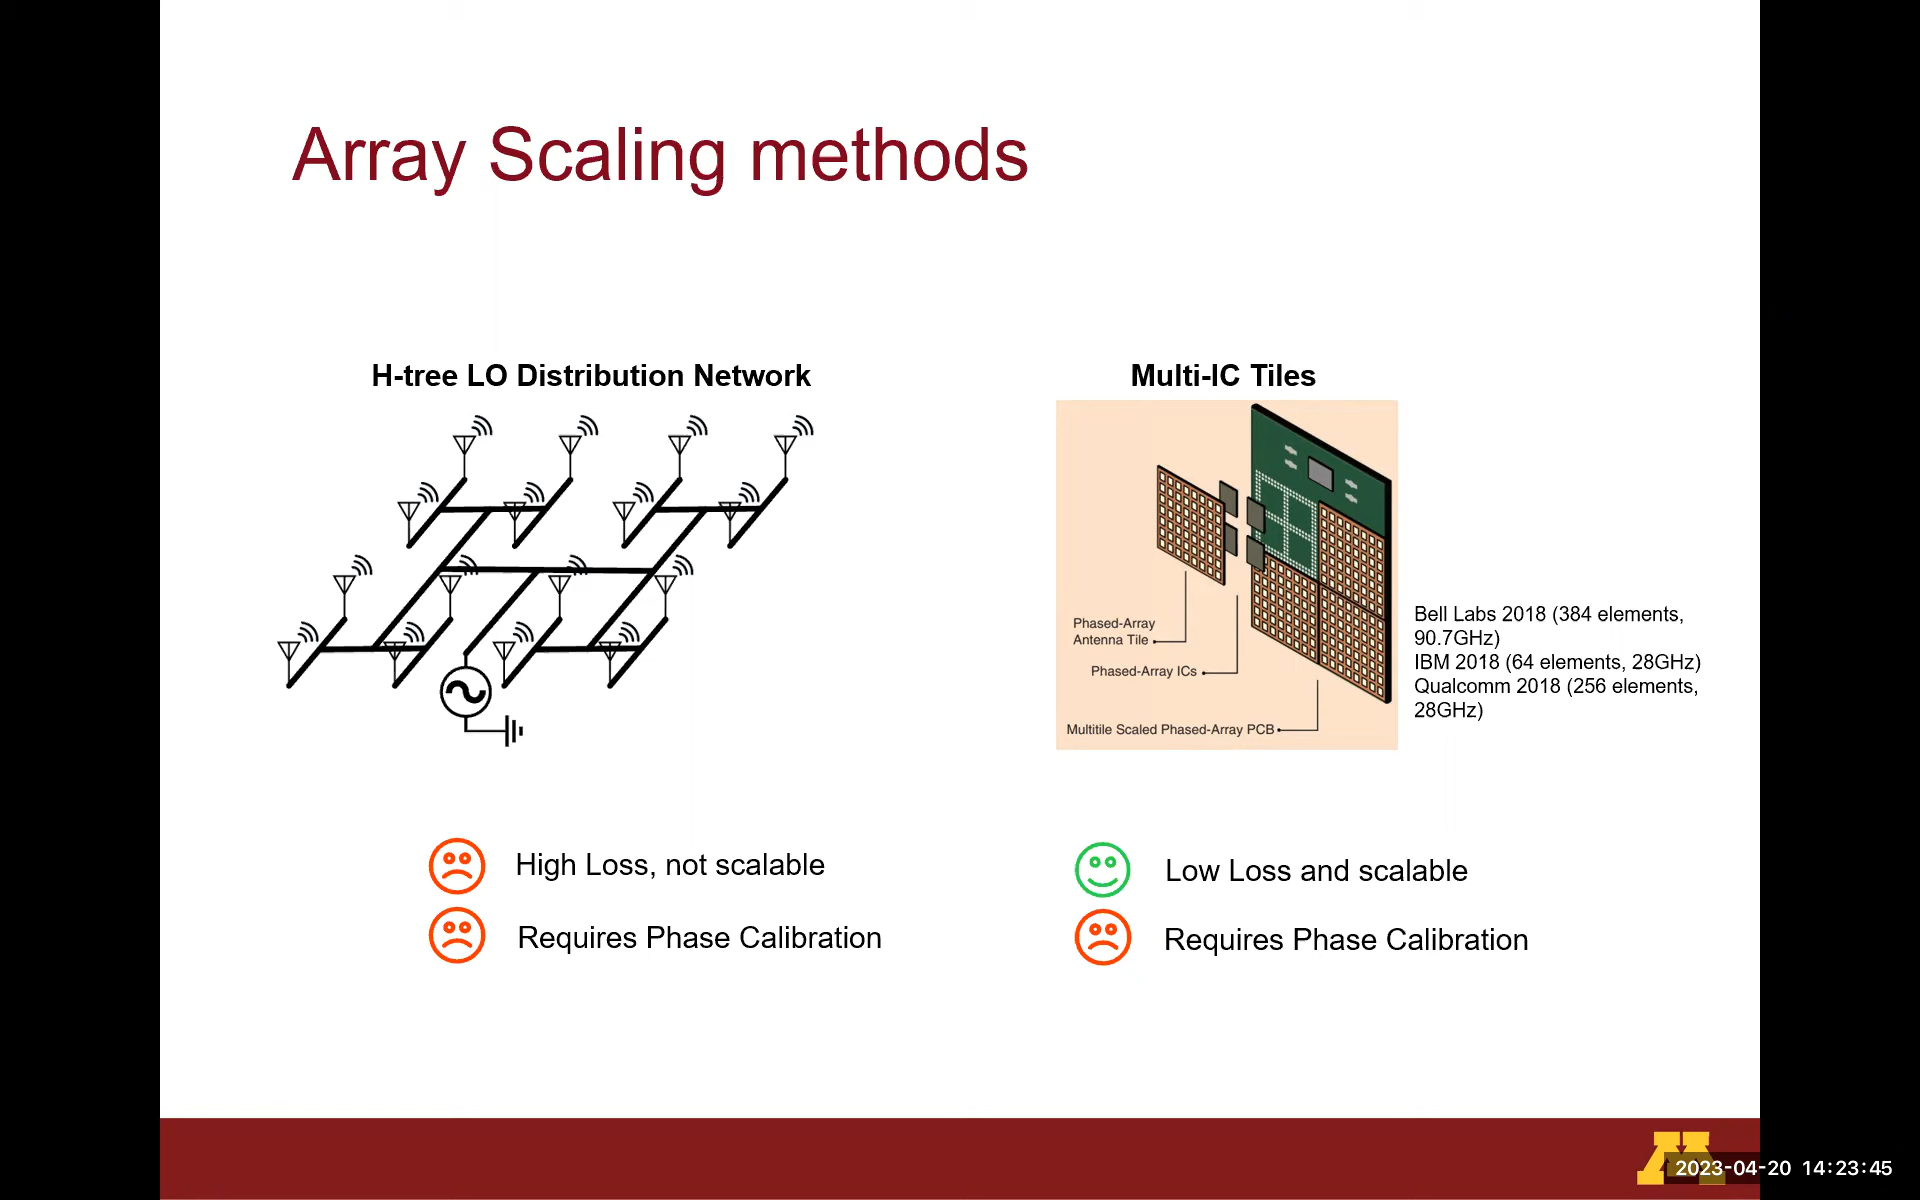 Array Scaling methods
H-tree LO Distribution Network
Multi-IC Tiles
Phased-Array
Antenna Tile
Phased-Array ICs
Multitile Scaled Phased-Array PCB
Bell Labs 2018 (384 elements,
90.7GHz)
IBM 2018 (64 elements, 28GHz)
Qualcomm 2018 (256 elements,
28GHz)
High Loss, not scalable
Requires Phase Calibration
Low Loss and scalable
Requires Phase Calibration
M
2023-04-20 14:23:45